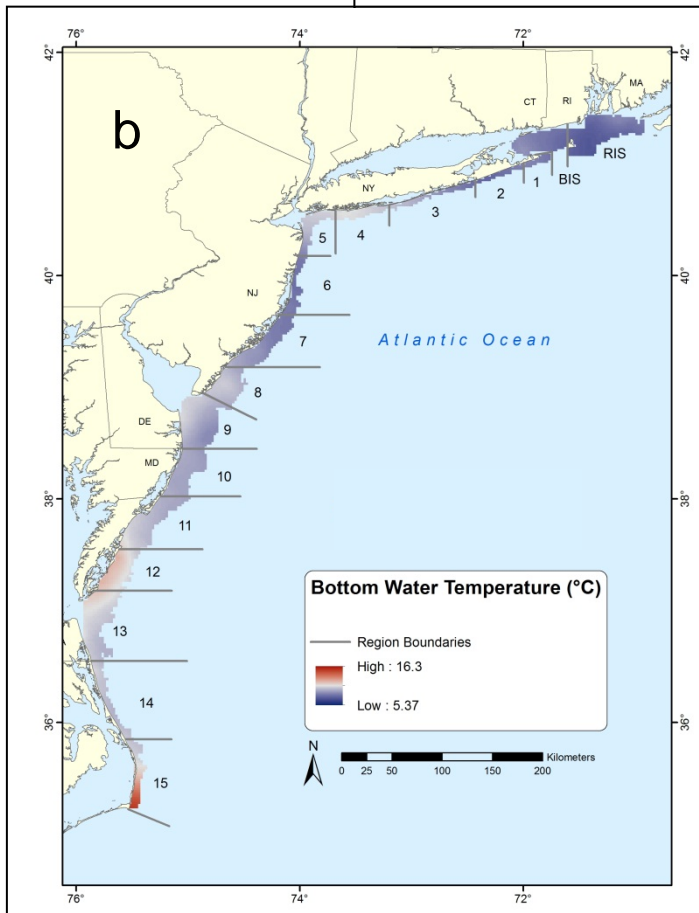 76° 74° 72°
42° 42°
b
MA
CT RI
RIS
BIS
NY
1
2
3
4
5
40° 40°
6
NJ
7
Atlantic Ocean
8
DE
9
MD
10
38° 38°
11
12
Bottom Water Temperature (°C)
13
Region Boundaries
High : 16.3
14
Low : 5.37
36° 36°
N
Kilometers
0 25 50 100 150 200
15
76° 74° 72°